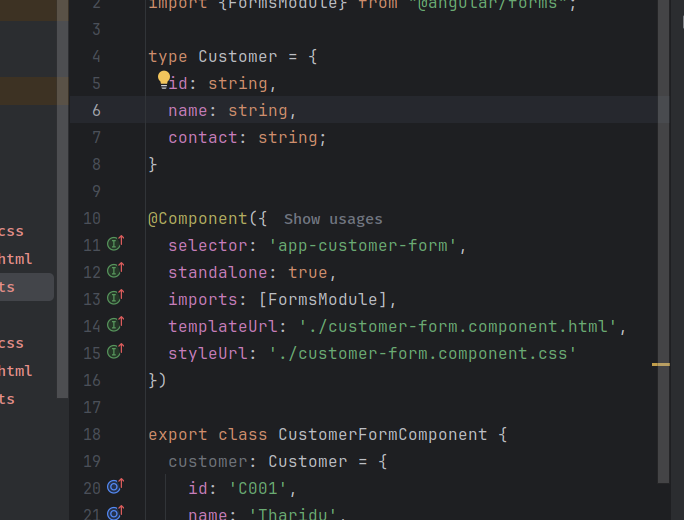 2 import {FormsModule} from "@angular/forms";
3
4 type Customer = {
5 id: string,
6 name: string,
7 contact: string;
8 }
9
10 @Component({ Show usages
11 selector: 'app-customer-form',
12 standalone: true,
13 imports: [FormsModule],
14 templateUrl: './customer-form.component.html',
15 styleUrl: './customer-form.component.css'
16 })
17
18 export class CustomerFormComponent {
19 customer: Customer = {
20 id: 'C001',
21 name: 'Tharidu',
css
html
ts
css
html
ts